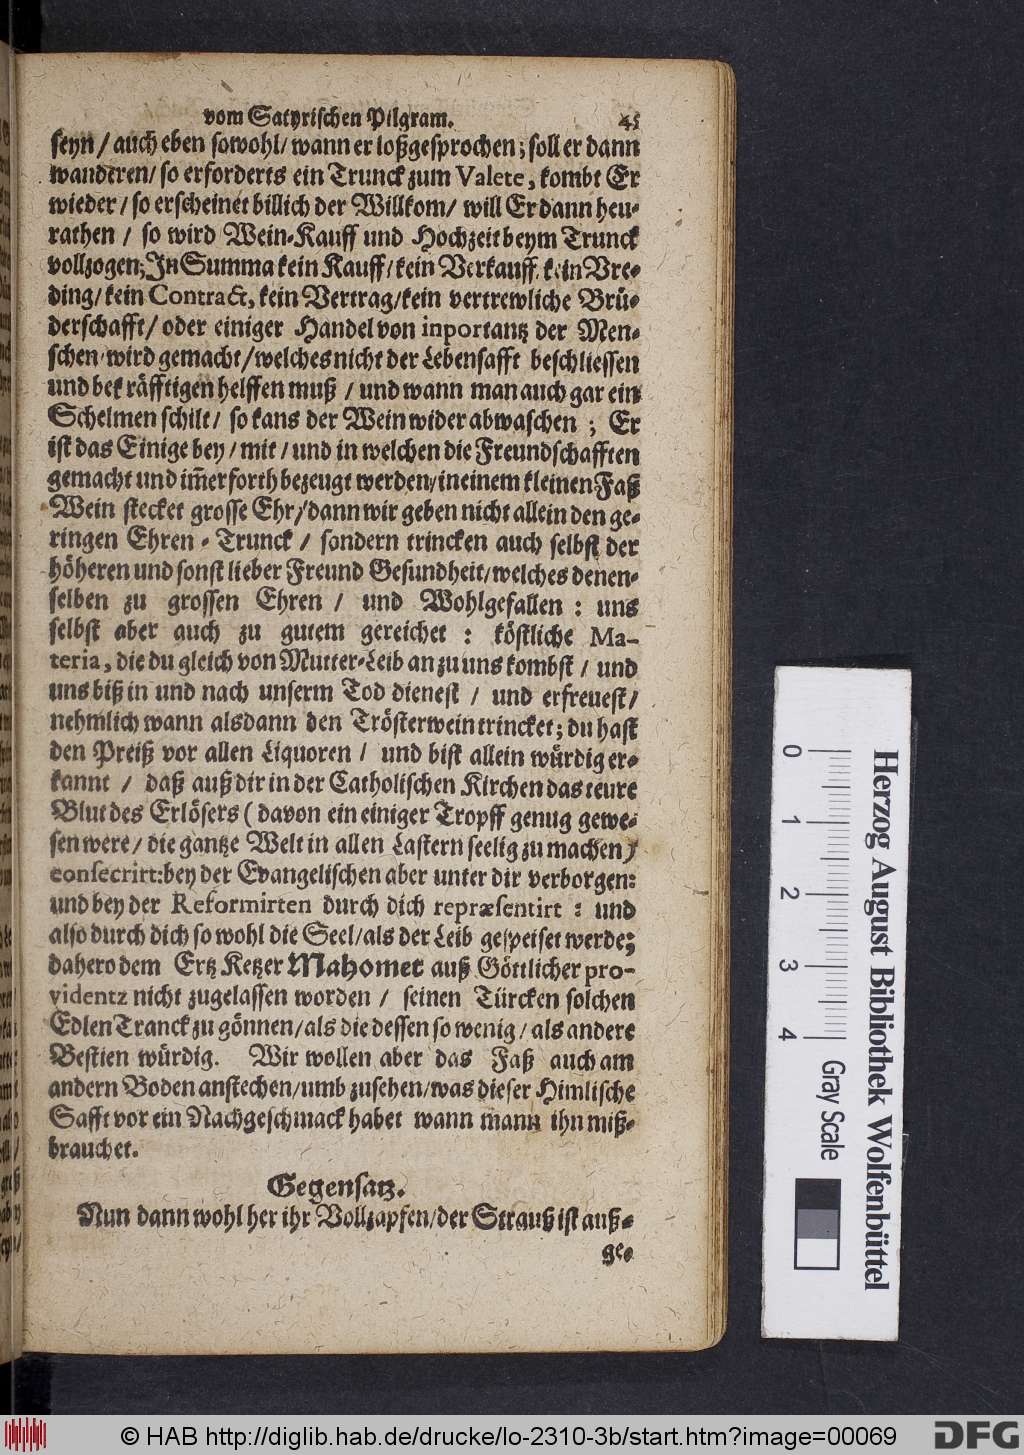 vom Satyrischen Pilgram. 45
seyn / auch eben sowohl / wann er loßgesprochen; soll er dann
wanderen / so erforderts ein Trunck zum Valete, kombt Er
wieder / so erscheinet billich der Willkom / will Er dann heu-
rathen / so wird Wein-Kauff und Hochzeit beym Trunck
vollzogen; In Summa kein Kauff / kein Verkauff, kein Vre-
ding / kein Contract, kein Vertrag / kein vertrewliche Brü-
derschafft / oder einiger Handel von inportantz der Men-
schen wird gemacht / welches nicht der Lebensafft beschliessen
und bekräfftigen helffen muß / und wann man auch gar ein
Schelmen schilt / so kans der Wein wider abwaschen ; Er
ist das Einige bey / mit / und in welchen die Freundschafften
gemacht und im̃erforth bezeugt werden / in einem kleinen Faß
Wein stecket grosse Ehr / dann wir geben nicht allein den ge-
ringen Ehren-Trunck / sondern trincken auch selbst der
höheren und sonst lieber Freund Gesundheit / welches denen-
selben zu grossen Ehren / und Wohlgefallen : uns
selbst aber auch zu gutem gereichet : köstliche Ma-
teria, die du gleich von Mutter-Leib an zu uns kombst / und
uns biß in und nach unserm Tod dienest / und erfreuest /
nehmlich wann alsdann den Trösterwein trincket; du hast
den Preiß vor allen Liquoren / und bist allein würdig er-
kannt / daß auß dir in der Catholischen Kirchen das teure
Blut des Erlösers ( davon ein einiger Tropff genug gewe-
sen were / die gantze Welt in allen Lastern seelig zu machen )
consecrirt: bey der Evangelischen aber unter dir verborgen:
und bey der Reformirten durch dich repræsentirt : und
also durch dich so wohl die Seel / als der Leib gespeiset werde;
dahero dem Ertz Ketzer Mahomet auß Göttlicher pro-
videntz nicht zugelassen worden / seinen Türcken solchen
Edlen Tranck zu gönnen / als die dessen so wenig / als andere
Bestien würdig. Wir wollen aber das Faß auch am
andern Boden anstechen / umb zusehen / was dieser Himlische
Safft vor ein Nachgeschmack habet wann mann ihn miß-
brauchet.
Gegensatz.
Nun dann wohl her ihr Vollzapfen / der Strauß ist auß-
ge-
0 1 2 3 4
Gray Scale
Herzog August Bibliothek Wolfenbüttel
© HAB http://diglib.hab.de/drucke/lo-2310-3b/start.htm?image=00069
DFG